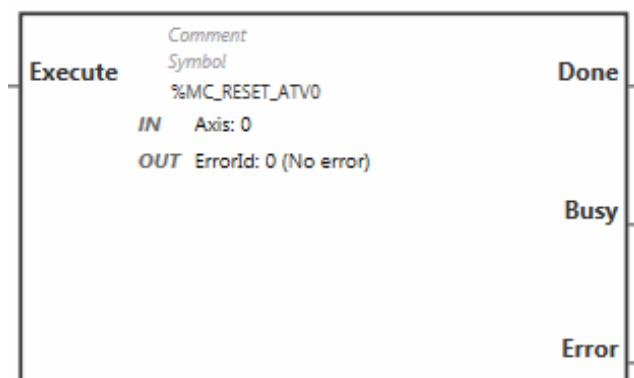 Comment
Execute Symbol Done
%MC_RESET_ATV0
IN Axis: 0
OUT ErrorId: 0 (No error)
Busy
Error